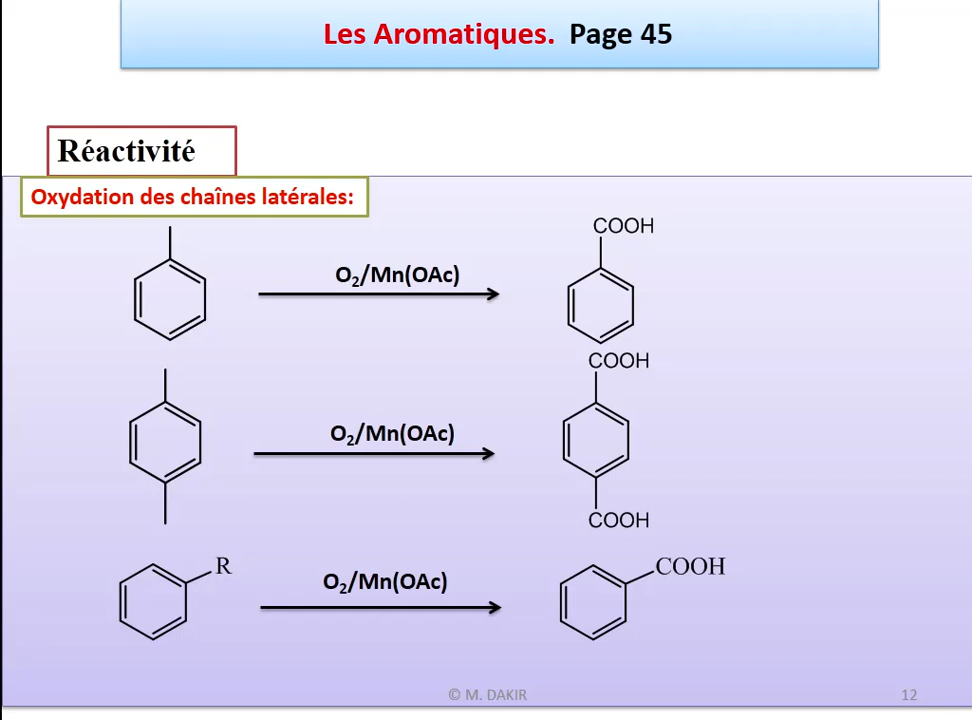 Les Aromatiques. Page 45
Réactivité
Oxydation des chaînes latérales:
COOH
O₂/Mn(OAc)
COOH
O₂/Mn(OAc)
COOH
R
O₂/Mn(OAc)
COOH
© M. DAKIR
12